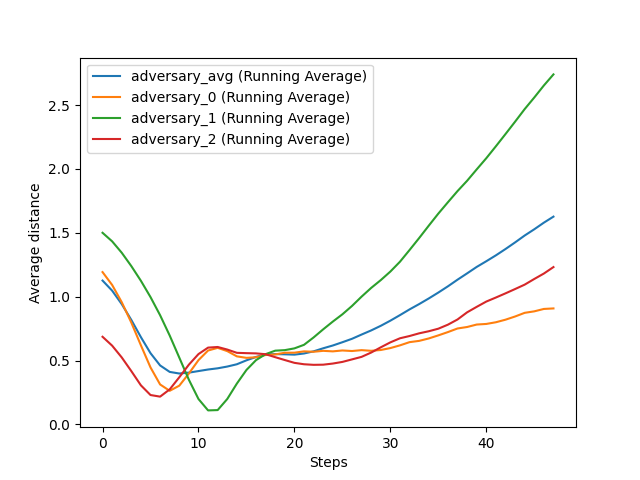 adversary_avg (Running Average)
adversary_0 (Running Average)
adversary_1 (Running Average)
adversary_2 (Running Average)
2.5
2.0
1.5
1.0
0.5
0.0
Average distance
0 10 20 30 40
Steps